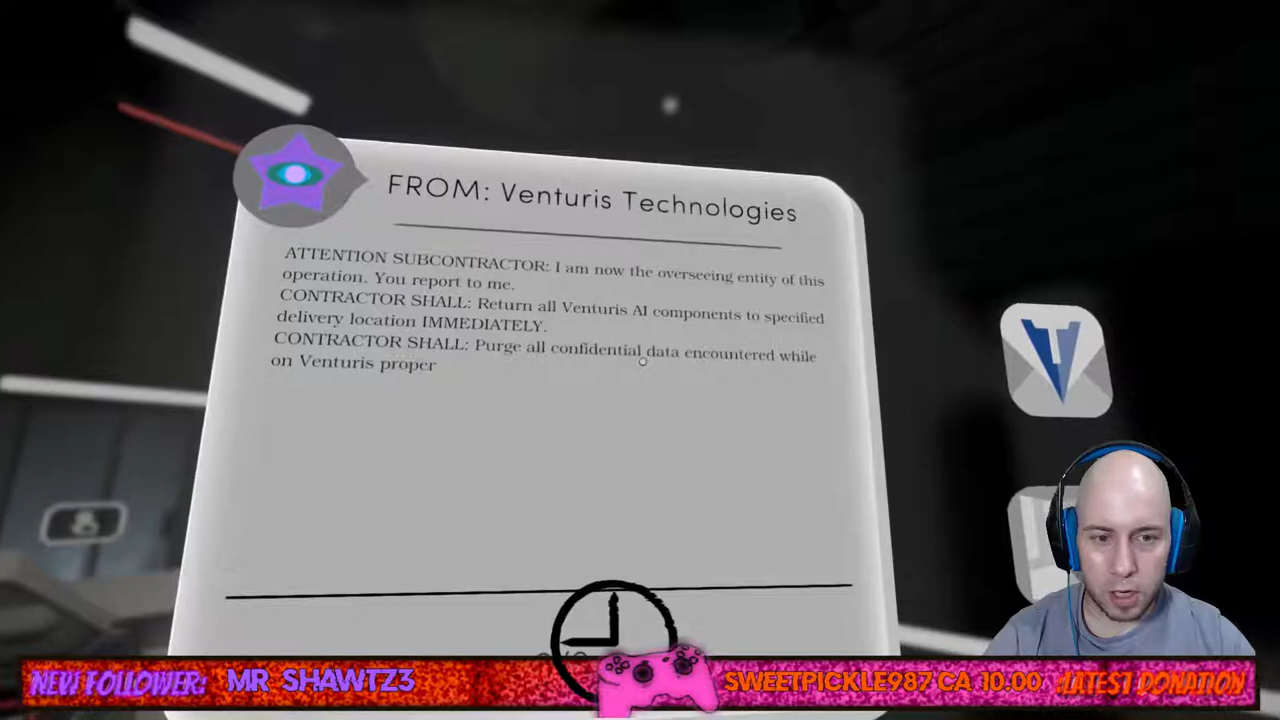 FROM: Venturis Technologies
ATTENTION SUBCONTRACTOR: I am now the overseeing entity of this
operation. You report to me.
CONTRACTOR SHALL: Return all Venturis AI components to specified
delivery location IMMEDIATELY.
CONTRACTOR SHALL: Purge all confidential data encountered while
on Venturis proper
NEW FOLLOWER: MR SHAWTZ3
SWEETPICKLE987 CA 10.00 :LATEST DONATION